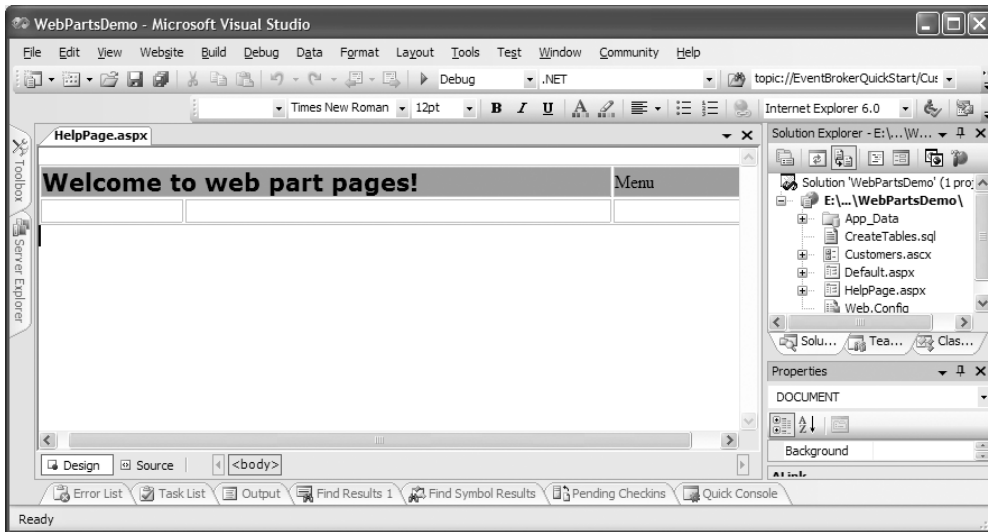 WebPartsDemo - Microsoft Visual Studio
File Edit View Website Build Debug Data Format Layout Tools Test Window Community Help
Debug .NET topic://EventBrokerQuickStart/Cus
Times New Roman 12pt B I U A Internet Explorer 6.0
Toolbox
Server Explorer
HelpPage.aspx
Welcome to web part pages! Menu
Design Source <body>
Solution Explorer - E:\...\W...
Solution 'WebPartsDemo' (1 proj
E:\...\WebPartsDemo\
App_Data
CreateTables.sql
Customers.ascx
Default.aspx
HelpPage.aspx
Web.Config
Solu... Tea... Clas...
Properties
DOCUMENT
Background
ALink
Error List Task List Output Find Results 1 Find Symbol Results Pending Checkins Quick Console
Ready